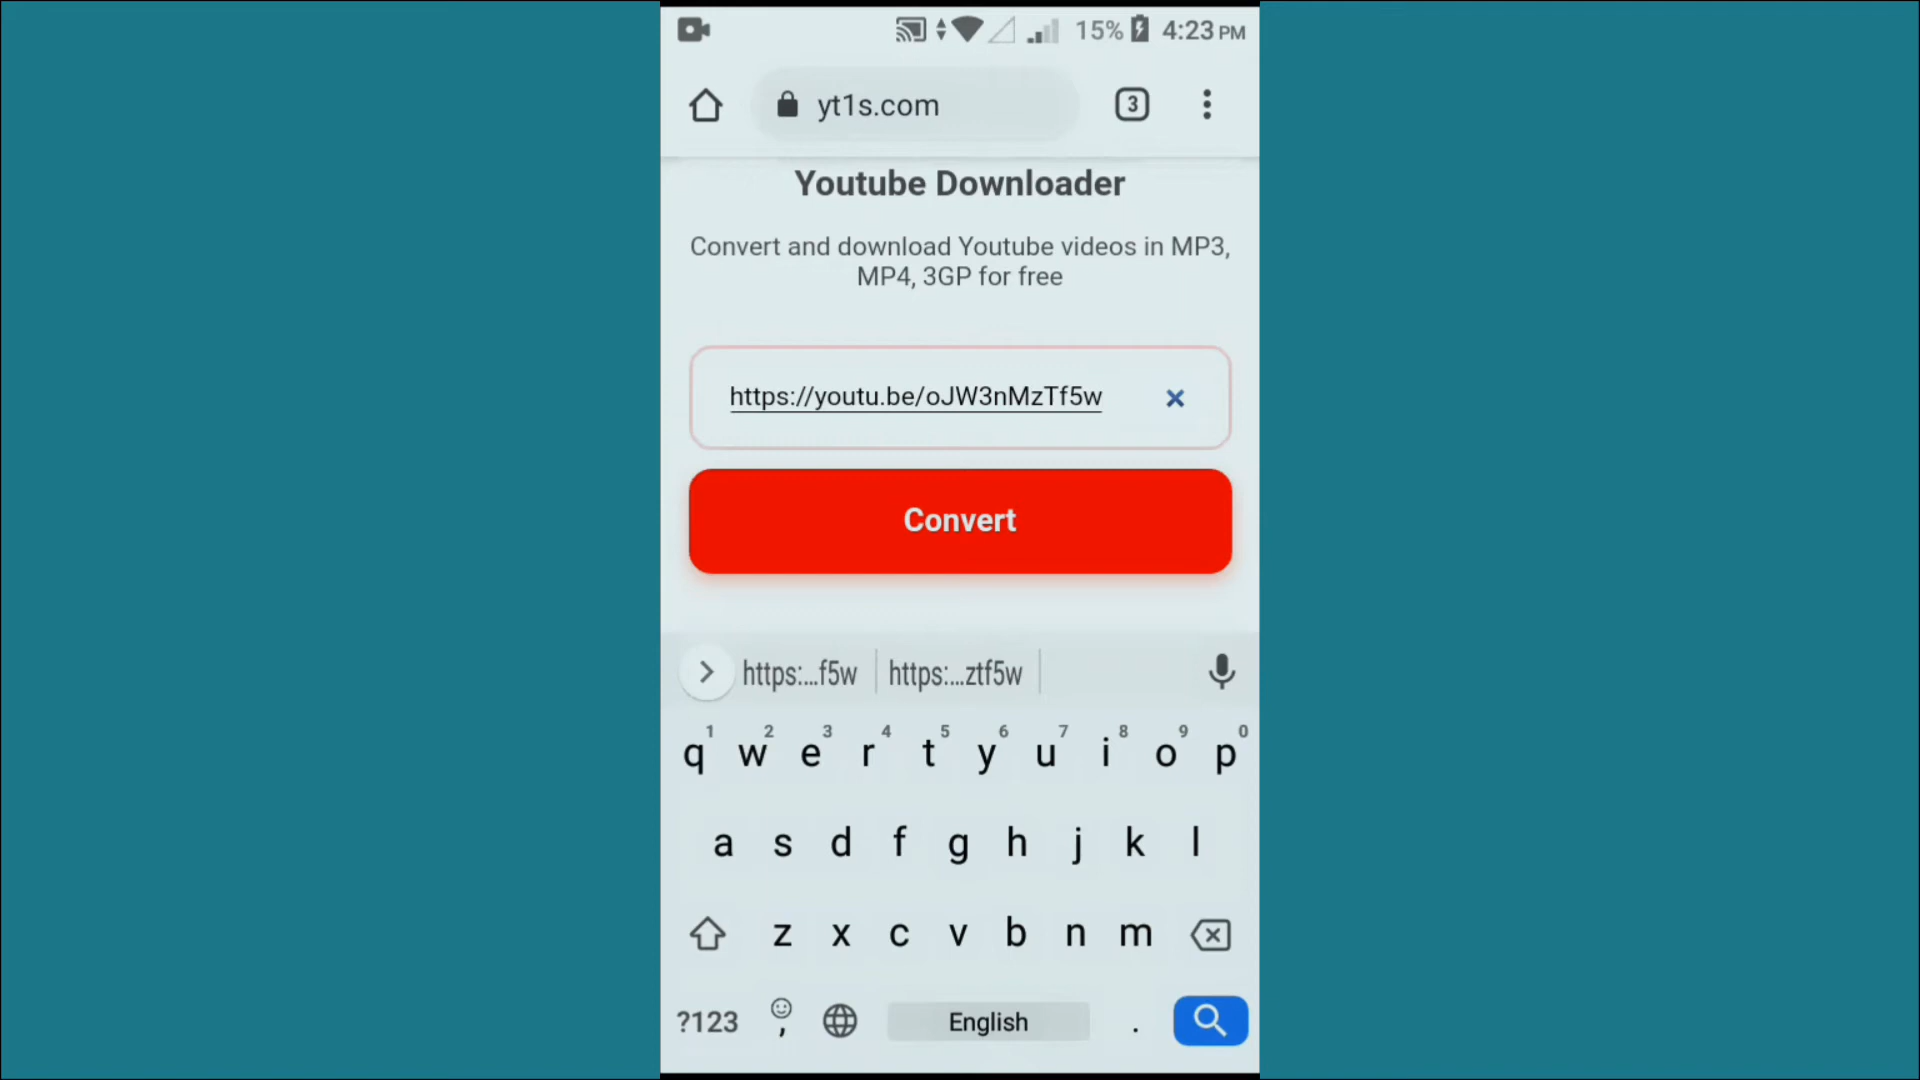 15% 4:23 PM
yt1s.com 3
Youtube Downloader
Convert and download Youtube videos in MP3,
MP4, 3GP for free
https://youtu.be/oJW3nMzTf5w ×
Convert
https:...f5w https:...ztf5w
1 2 3 4 5 6 7 8 9 0
q w e r t y u i o p
a s d f g h j k l
z x c v b n m
?123 , English .